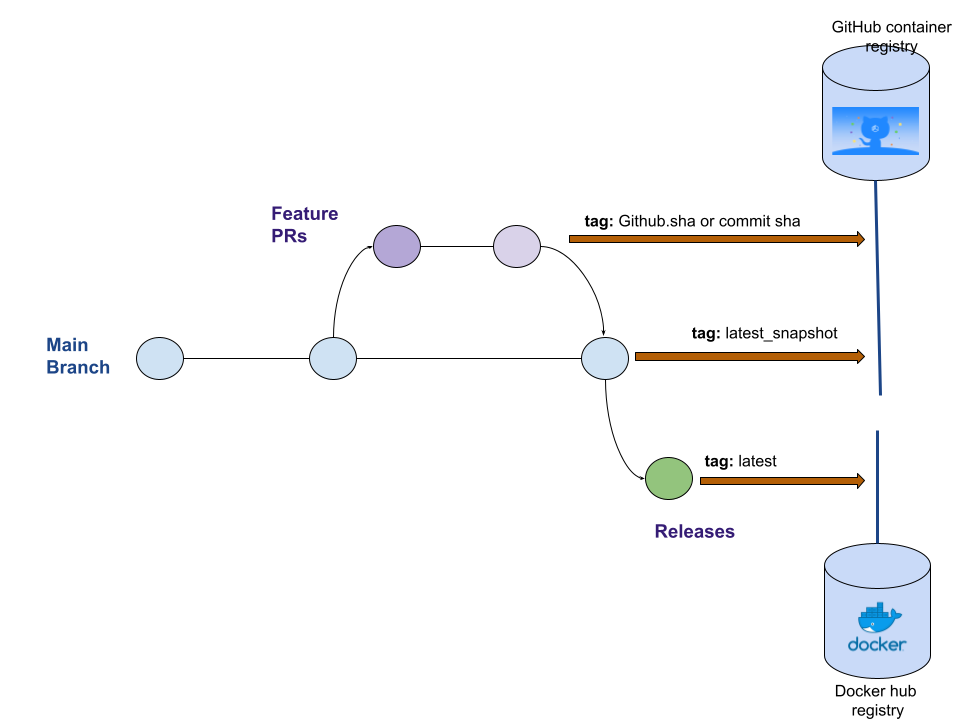 GitHub container
registry
Feature
PRs
tag: Github.sha or commit sha
Main
Branch
tag: latest_snapshot
tag: latest
Releases
docker
Docker hub
registry